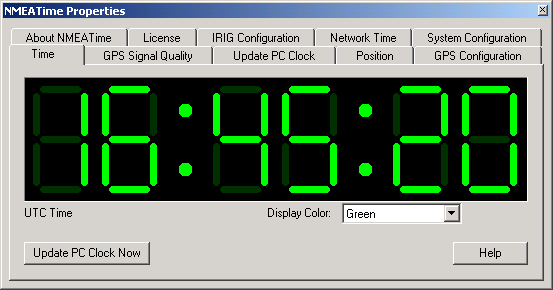 NMEATime Properties
About NMEATime License IRIG Configuration Network Time System Configuration
Time GPS Signal Quality Update PC Clock Position GPS Configuration
16:45:20
UTC Time Display Color: Green
Update PC Clock Now Help